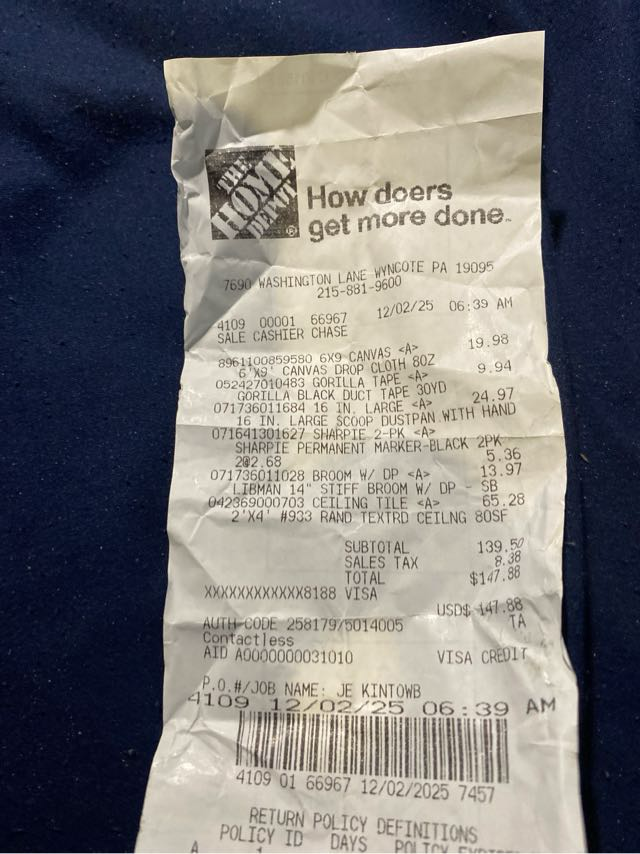 THE
HOME
DEPOT
How doers
get more done.
7690 WASHINGTON LANE WYNCOTE PA 19095
215-881-9600
4109 00001 66967 12/02/25 06:39 AM
SALE CASHIER CHASE
8961100859580 6X9 CANVAS <A> 19.98
6'X9' CANVAS DROP CLOTH 8OZ
052427010483 GORILLA TAPE <A> 9.94
GORILLA BLACK DUCT TAPE 30YD
071736011684 16 IN. LARGE <A> 24.97
16 IN. LARGE SCOOP DUSTPAN WITH HAND
071641301627 SHARPIE 2-PK <A>
SHARPIE PERMANENT MARKER-BLACK 2PK
2@2.68 5.36
071736011028 BROOM W/ DP <A> 13.97
LIBMAN 14" STIFF BROOM W/ DP - SB
042369000703 CEILING TILE <A> 65.28
2'X4' #933 RAND TEXTRD CEILNG 80SF
SUBTOTAL 139.50
SALES TAX 8.38
TOTAL $147.88
XXXXXXXXXXXX8188 VISA
USD$ 147.88
AUTH CODE 258179/5014005 TA
Contactless
AID A0000000031010 VISA CREDIT
P.O.#/JOB NAME: JE KINTOWB
4109 12/02/25 06:39 AM
4109 01 66967 12/02/2025 7457
RETURN POLICY DEFINITIONS
POLICY ID DAYS POLICY
A 1